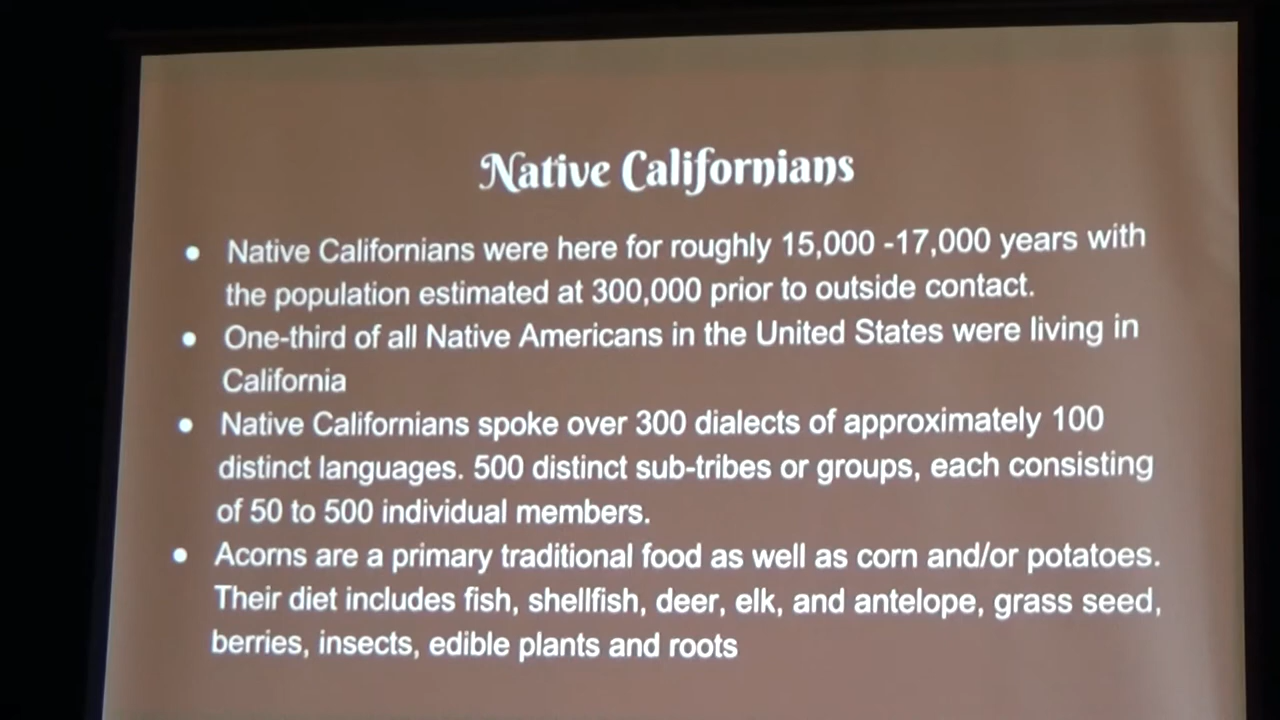 Native Californians
● Native Californians were here for roughly 15,000 -17,000 years with
the population estimated at 300,000 prior to outside contact.
● One-third of all Native Americans in the United States were living in
California
● Native Californians spoke over 300 dialects of approximately 100
distinct languages. 500 distinct sub-tribes or groups, each consisting
of 50 to 500 individual members.
● Acorns are a primary traditional food as well as corn and/or potatoes.
Their diet includes fish, shellfish, deer, elk, and antelope, grass seed,
berries, insects, edible plants and roots